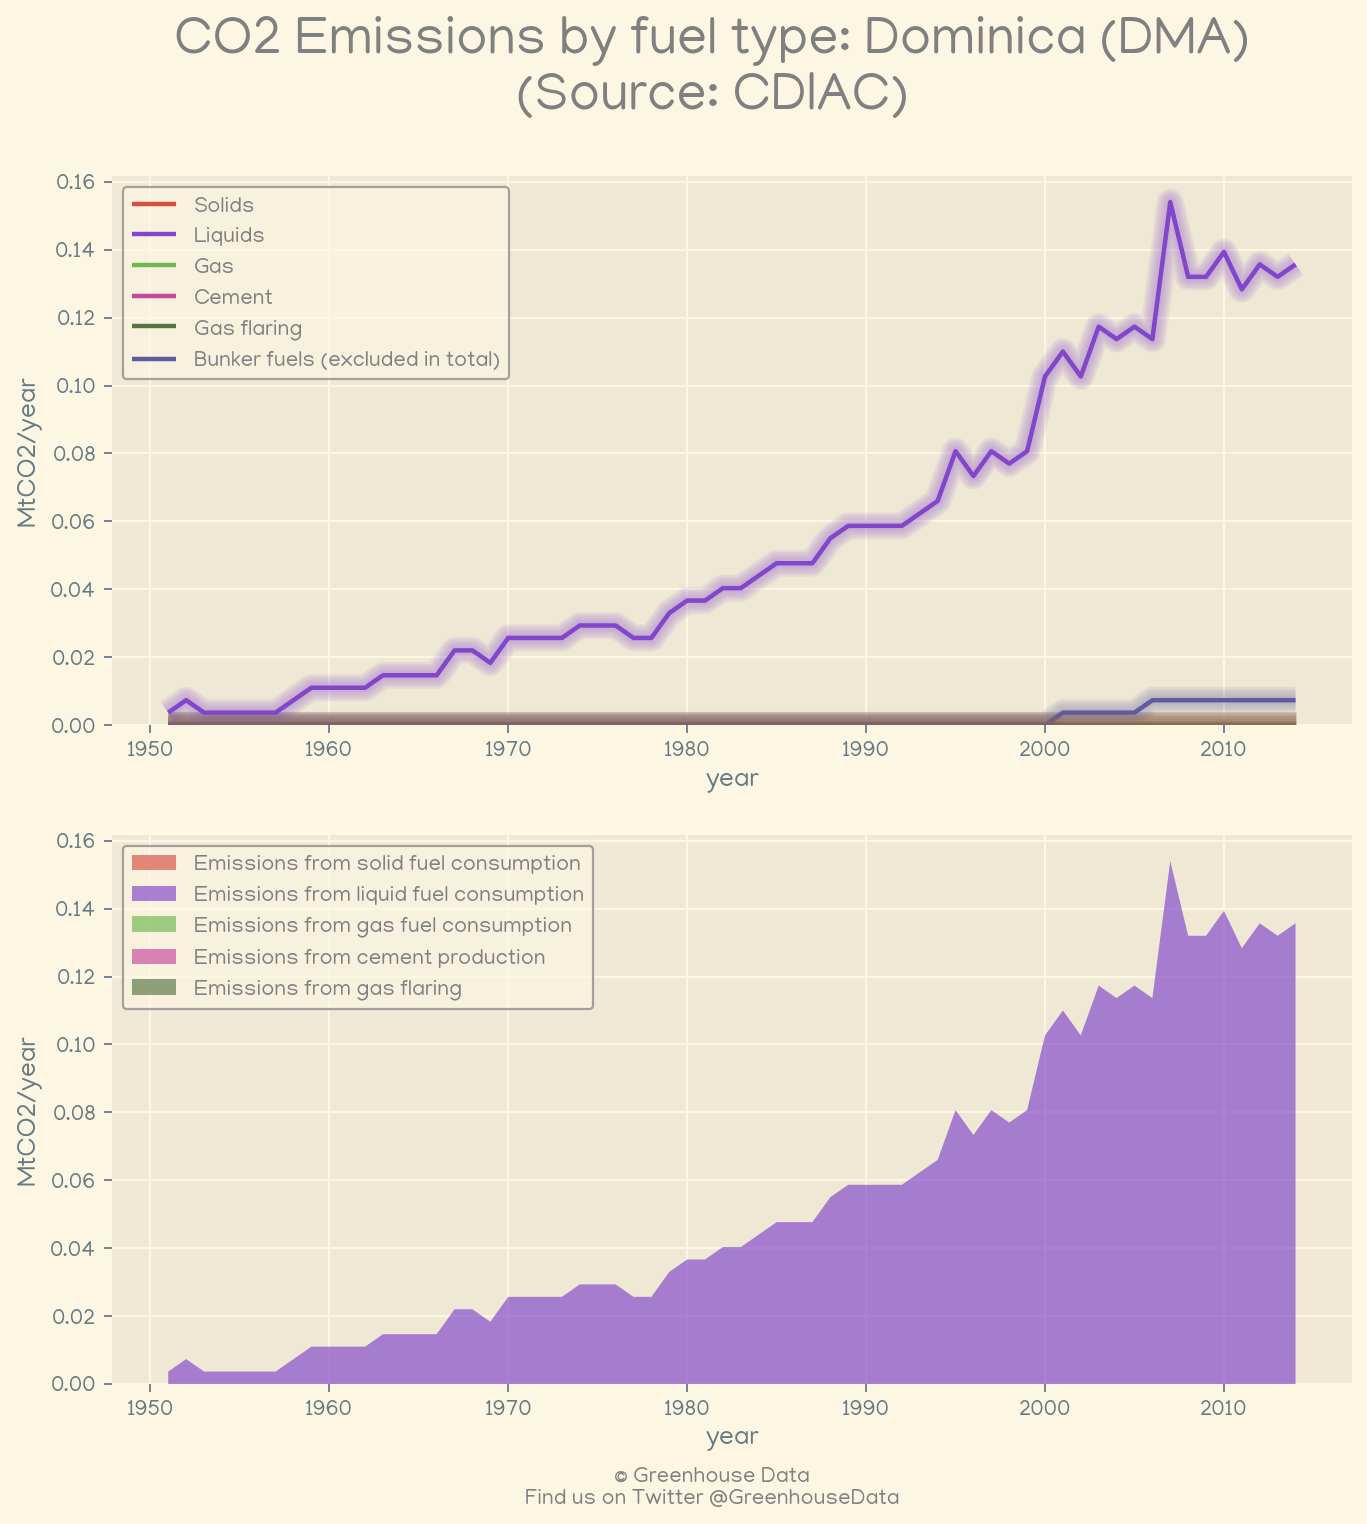 CO2 Emissions by fuel type: Dominica (DMA)
(Source: CDIAC)
0.16
0.14
0.12
0.10
0.08
0.06
0.04
0.02
0.00
MtCO2/year
Solids
Liquids
Gas
Cement
Gas flaring
Bunker fuels (excluded in total)
1950 1960 1970 1980 1990 2000 2010
year
0.16
0.14
0.12
0.10
0.08
0.06
0.04
0.02
0.00
MtCO2/year
Emissions from solid fuel consumption
Emissions from liquid fuel consumption
Emissions from gas fuel consumption
Emissions from cement production
Emissions from gas flaring
1950 1960 1970 1980 1990 2000 2010
year
© Greenhouse Data
Find us on Twitter @GreenhouseData